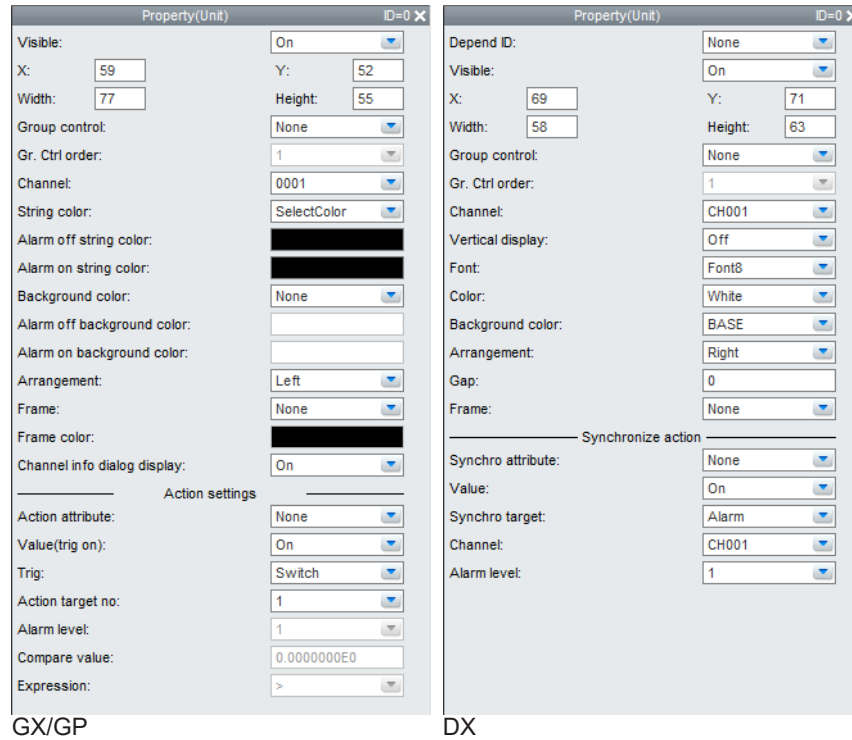 Property(Unit) ID=0 ×
Visible: On
X: 59 Y: 52
Width: 77 Height: 55
Group control: None
Gr. Ctrl order: 1
Channel: 0001
String color: SelectColor
Alarm off string color:
Alarm on string color:
Background color: None
Alarm off background color:
Alarm on background color:
Arrangement: Left
Frame: None
Frame color:
Channel info dialog display: On
Action settings
Action attribute: None
Value(trig on): On
Trig: Switch
Action target no: 1
Alarm level: 1
Compare value: 0.0000000E0
Expression: >
GX/GP
Property(Unit) ID=0 ×
Depend ID: None
Visible: On
X: 69 Y: 71
Width: 58 Height: 63
Group control: None
Gr. Ctrl order: 1
Channel: CH001
Vertical display: Off
Font: Font8
Color: White
Background color: BASE
Arrangement: Right
Gap: 0
Frame: None
Synchronize action
Synchro attribute: None
Value: On
Synchro target: Alarm
Channel: CH001
Alarm level: 1
DX